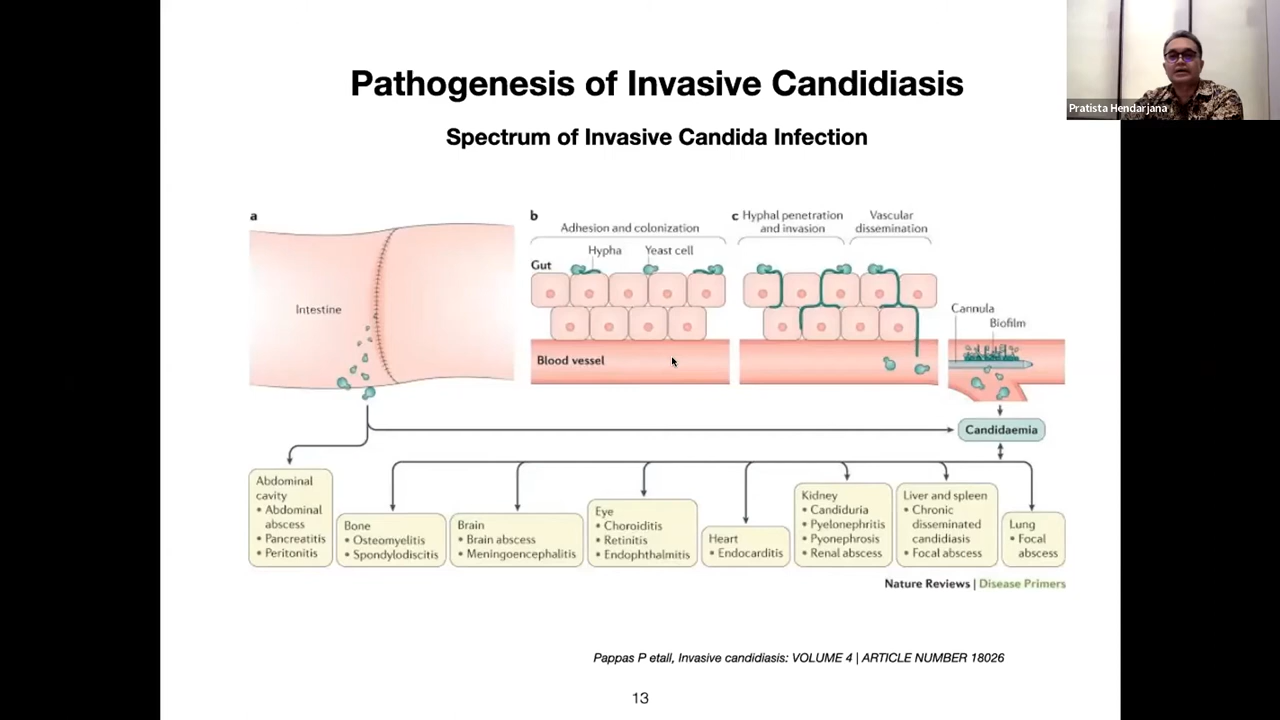 Pathogenesis of Invasive Candidiasis
Spectrum of Invasive Candida Infection
Pratista Hendarjana
a
Intestine
b
Adhesion and colonization
Hypha
Yeast cell
Gut
Blood vessel
c
Hyphal penetration
and invasion
Vascular
dissemination
Cannula
Biofilm
Candidaemia
Abdominal
cavity
• Abdominal
abscess
• Pancreatitis
• Peritonitis
Bone
• Osteomyelitis
• Spondylodiscitis
Brain
• Brain abscess
• Meningoencephalitis
Eye
• Choroiditis
• Retinitis
• Endophthalmitis
Heart
• Endocarditis
Kidney
• Candiduria
• Pyelonephritis
• Pyonephrosis
• Renal abscess
Liver and spleen
• Chronic
disseminated
candidiasis
• Focal abscess
Lung
• Focal
abscess
Nature Reviews | Disease Primers
Pappas P etall, Invasive candidiasis: VOLUME 4 | ARTICLE NUMBER 18026
13